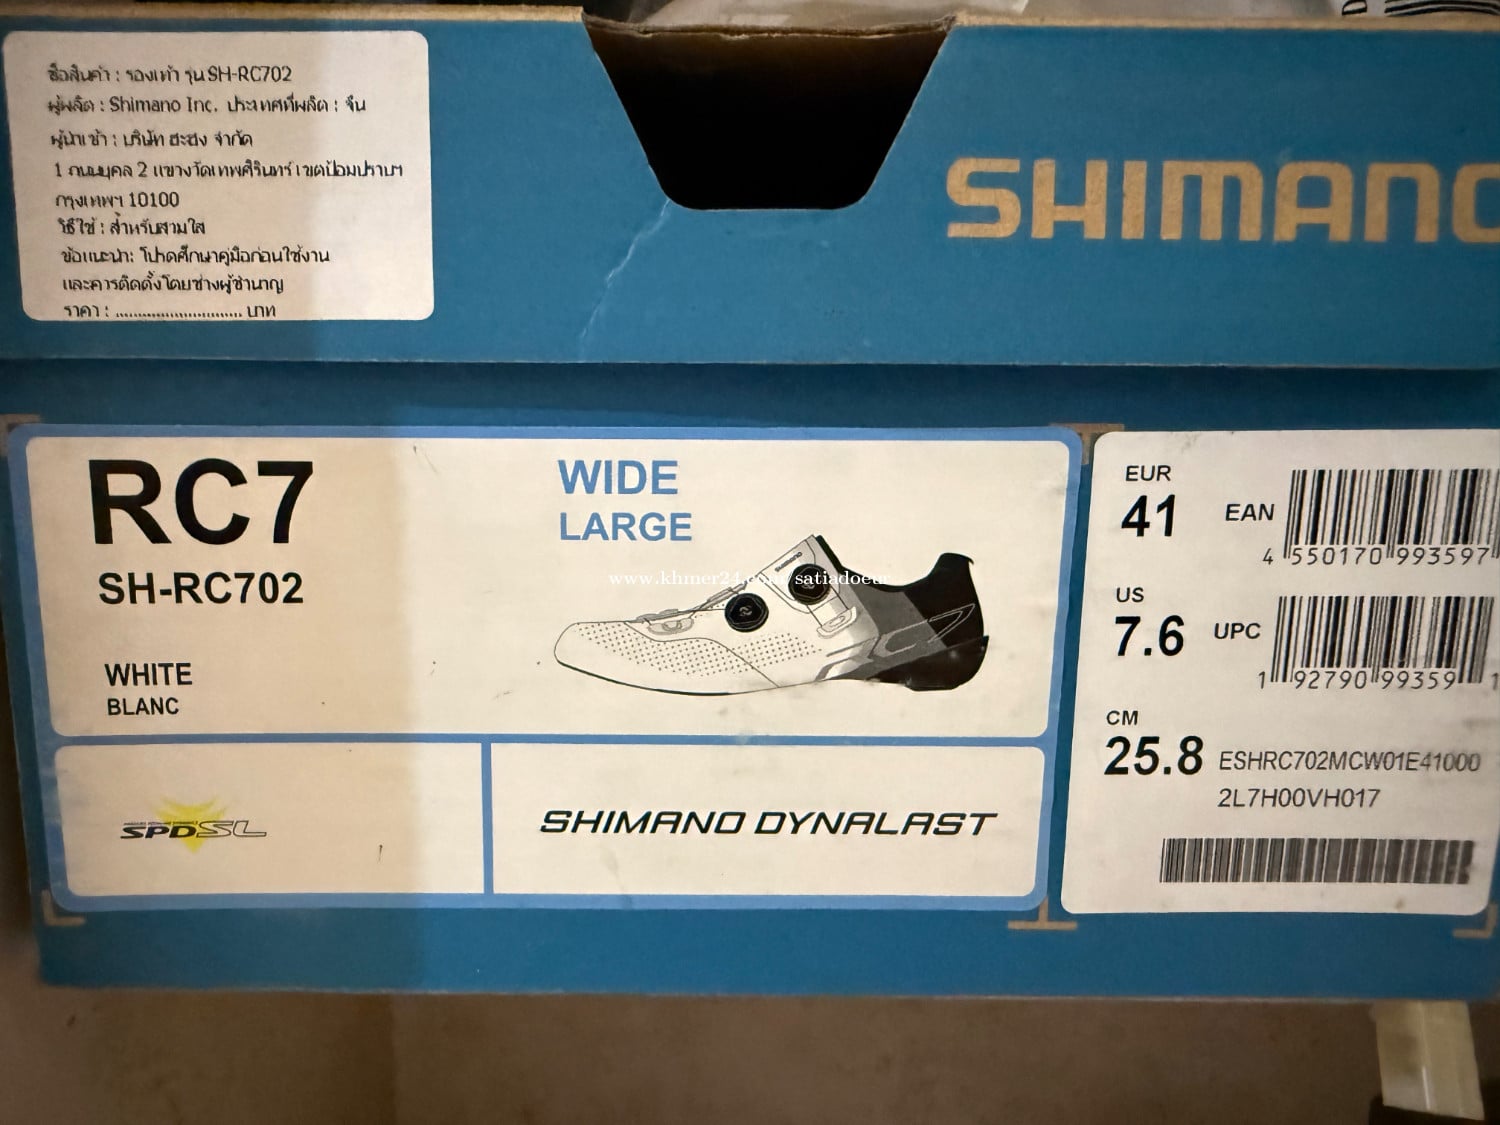 ชื่อสินค้า : รองเท้า รุ่น SH-RC702
ผู้ผลิต : Shimano Inc. ประเทศที่ผลิต : จีน
ผู้นำเข้า : บริษัท ฮะฮง จำกัด
1 ถนนยุคล 2 แขวงวัดเทพศิรินทร์ เขตป้อมปราบฯ
กรุงเทพฯ 10100
วิธีใช้ : สำหรับสวมใส่
ข้อแนะนำ: โปรดศึกษาคู่มือก่อนใช้งาน
และควรติดตั้งโดยช่างผู้ชำนาญ
ราคา : ............................ บาท
SHIMANO
RC7
SH-RC702
WHITE
BLANC
WIDE
LARGE
www.khmer24.com/satiadoeur
SPD-SL
SHIMANO DYNALAST
EUR
41
EAN
4 550170 993597
US
7.6
UPC
1 92790 99359 1
CM
25.8
ESHRC702MCW01E41000
2L7H00VH017